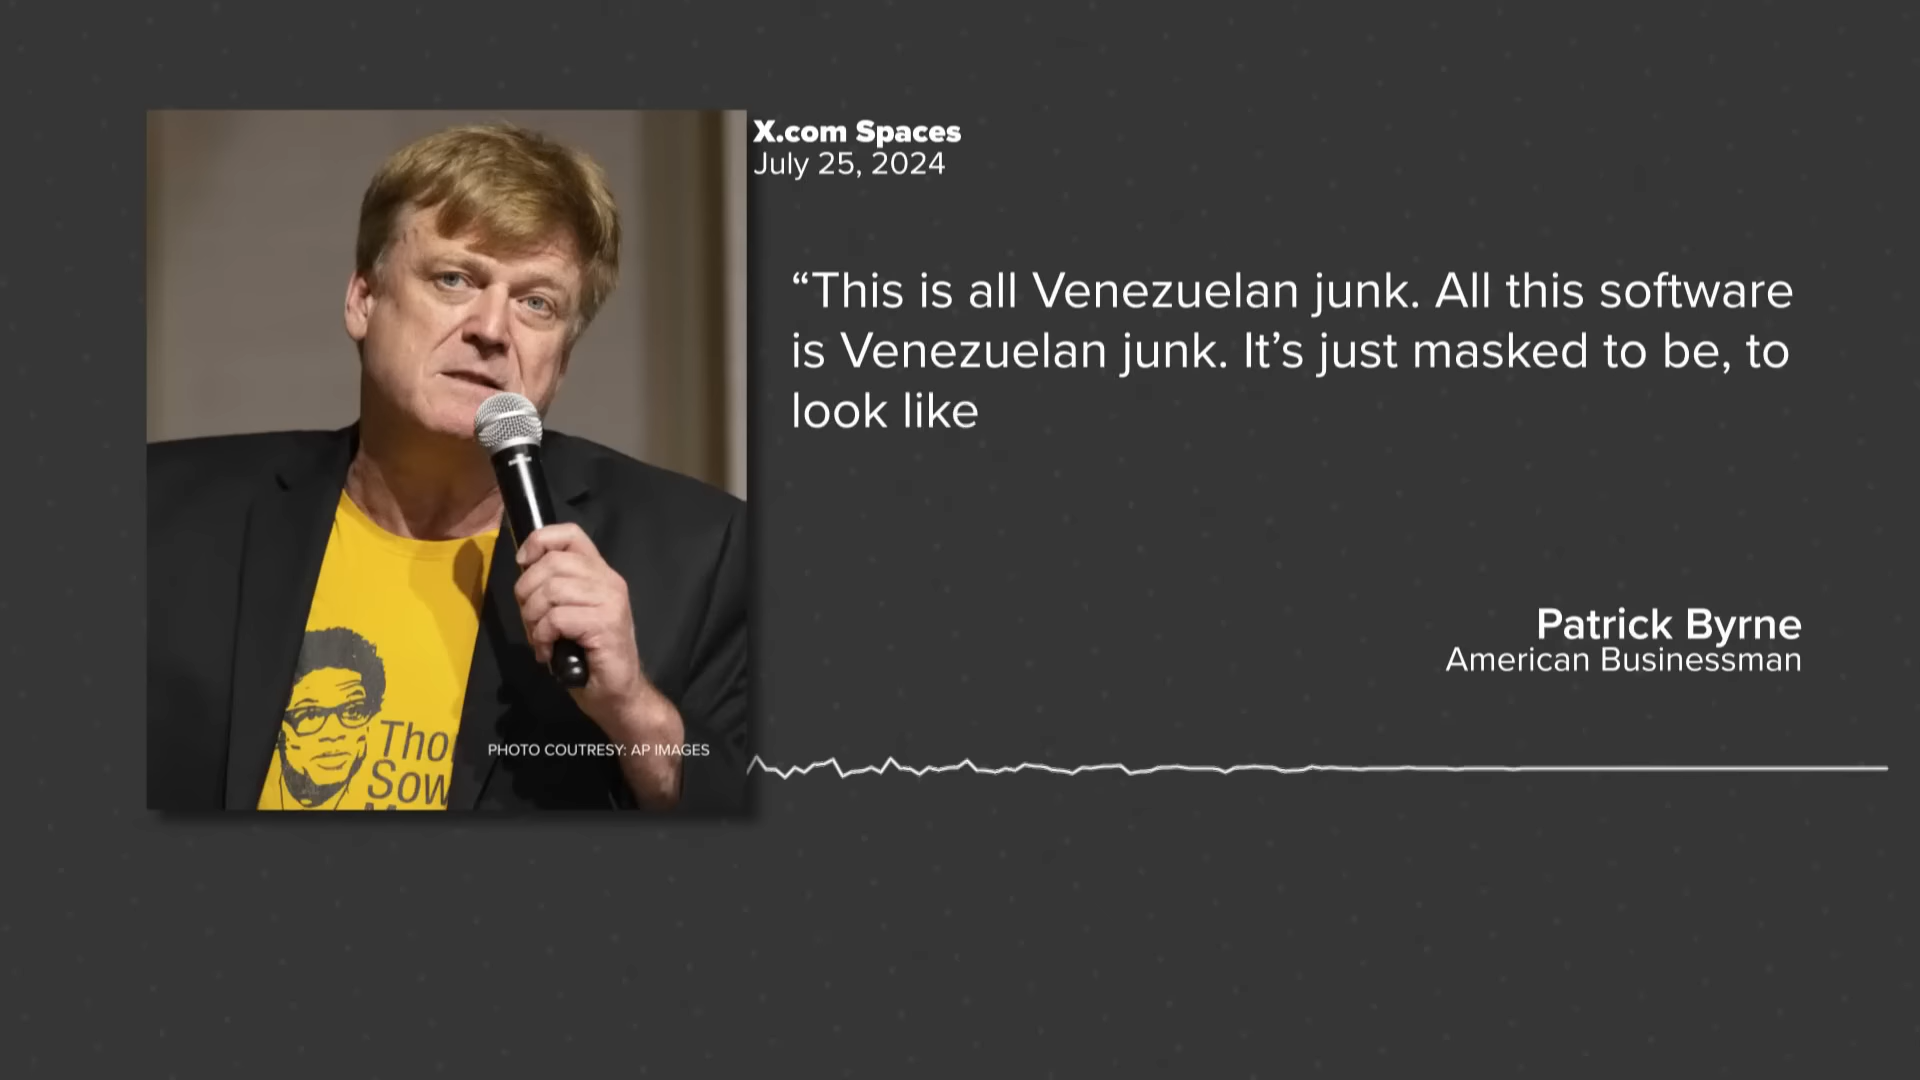 X.com Spaces
July 25, 2024
“This is all Venezuelan junk. All this software
is Venezuelan junk. It’s just masked to be, to
look like
Patrick Byrne
American Businessman
Tho
Sow
PHOTO COUTRESY: AP IMAGES